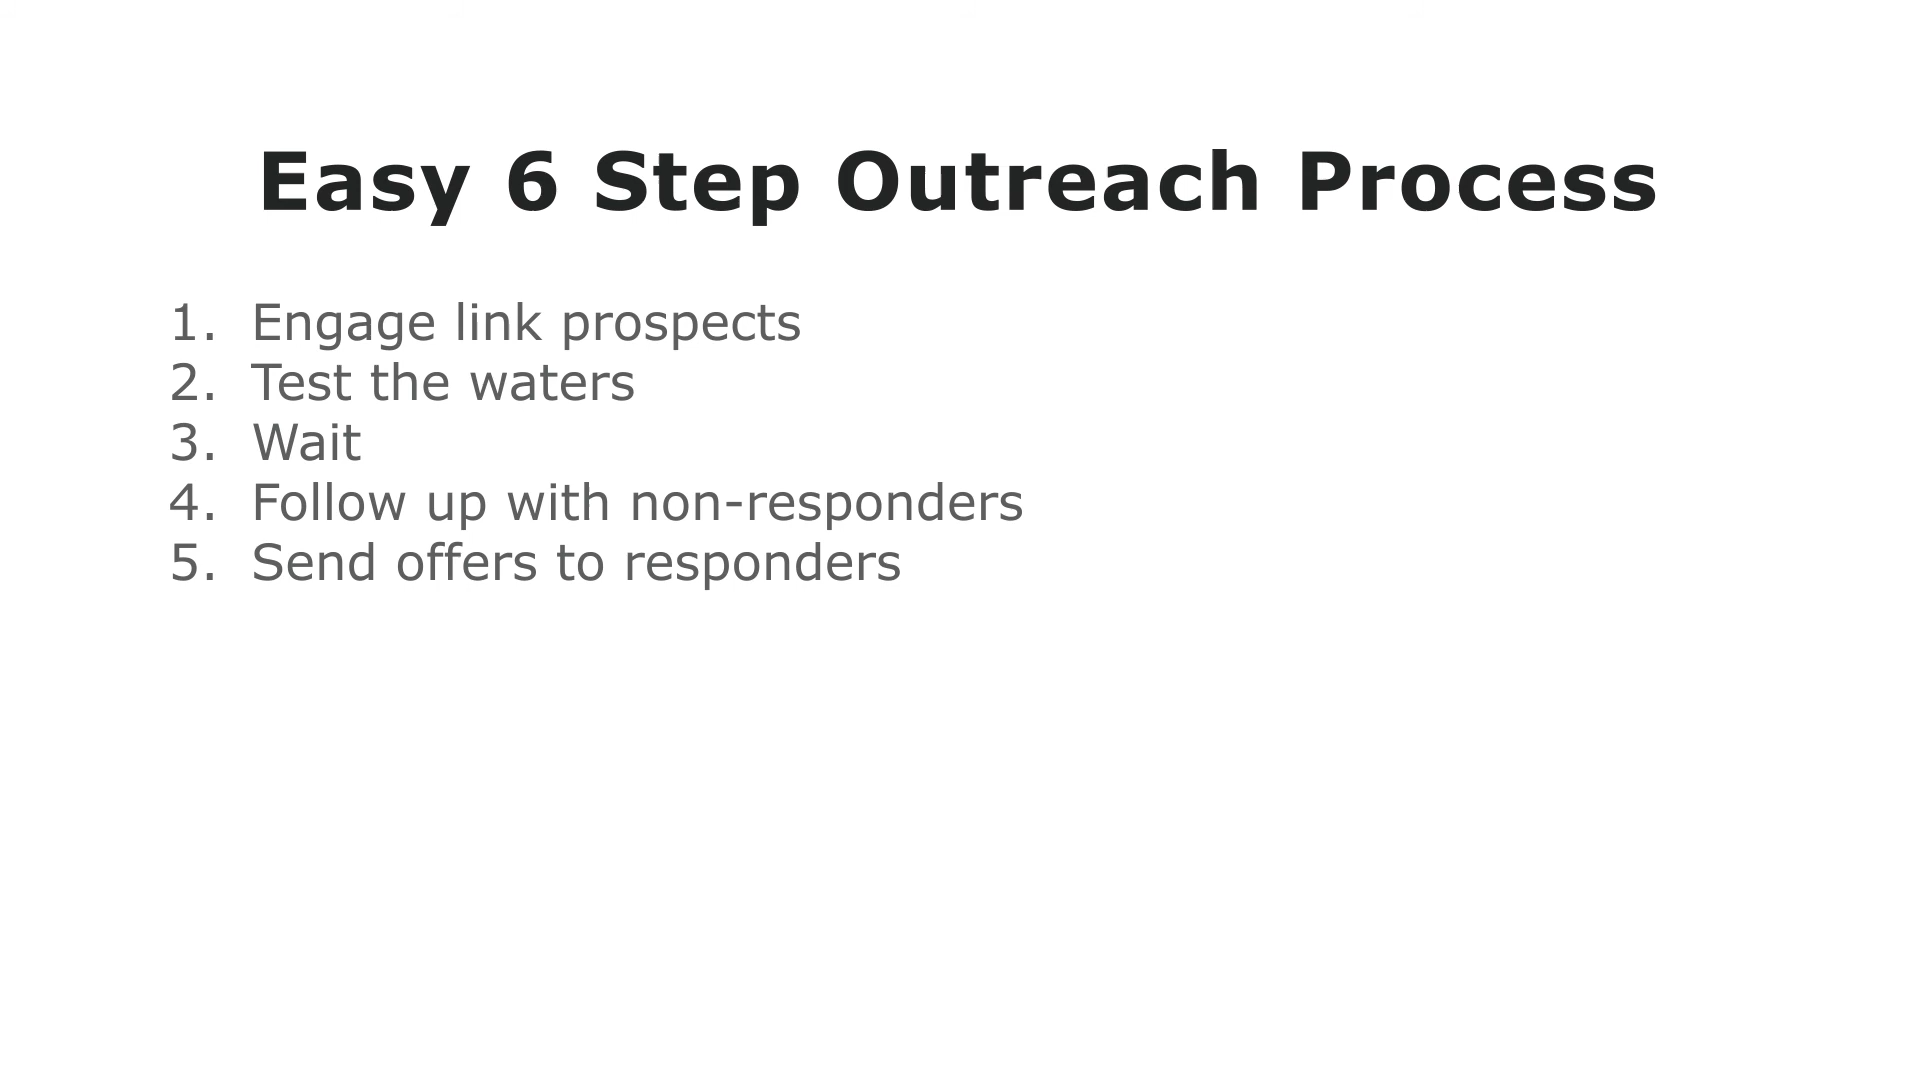 Easy 6 Step Outreach Process
1. Engage link prospects
2. Test the waters
3. Wait
4. Follow up with non-responders
5. Send offers to responders